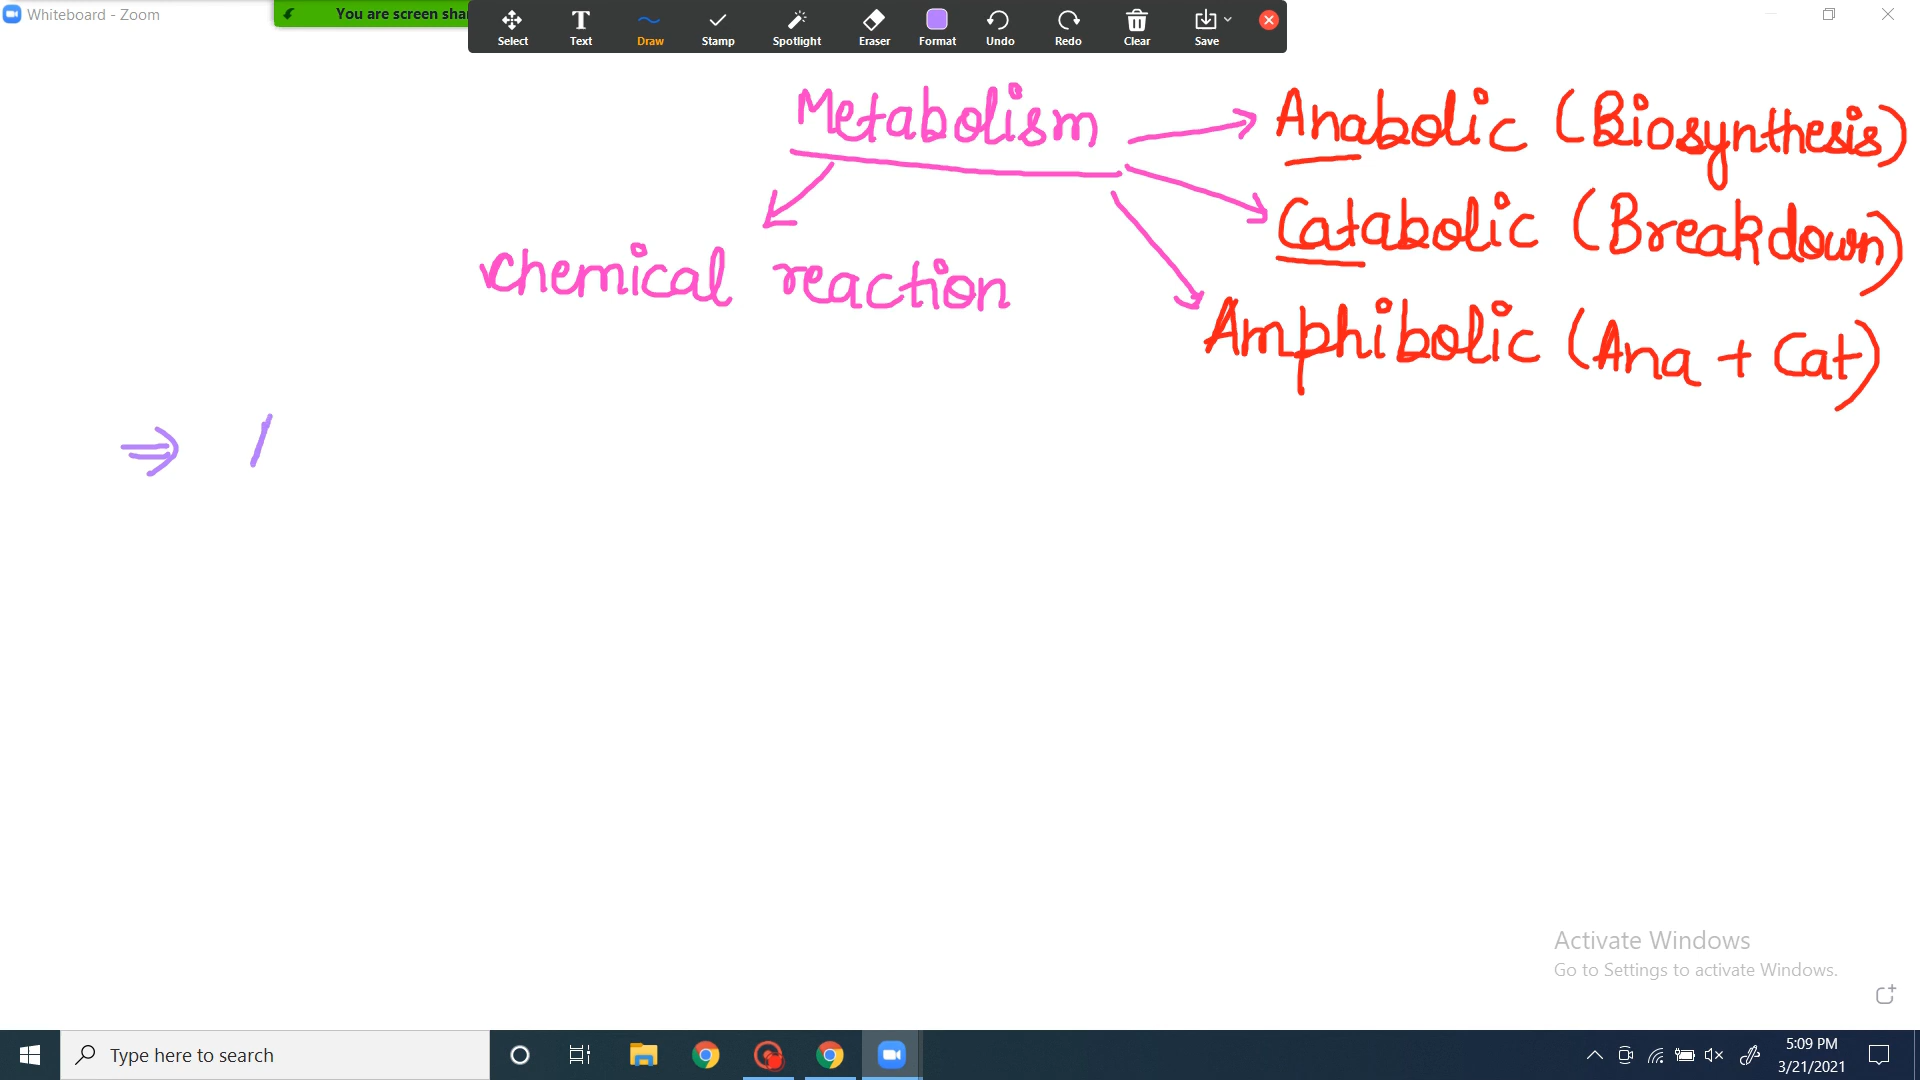 Whiteboard - Zoom
You are screen sha
Select Text Draw Stamp Spotlight Eraser Format Undo Redo Clear Save
Metabolism
Anabolic (Biosynthesis)
Catabolic (Breakdown)
chemical reaction
Amphibolic (Ana + Cat)
⇒
Activate Windows
Go to Settings to activate Windows.
Type here to search
5:09 PM
3/21/2021